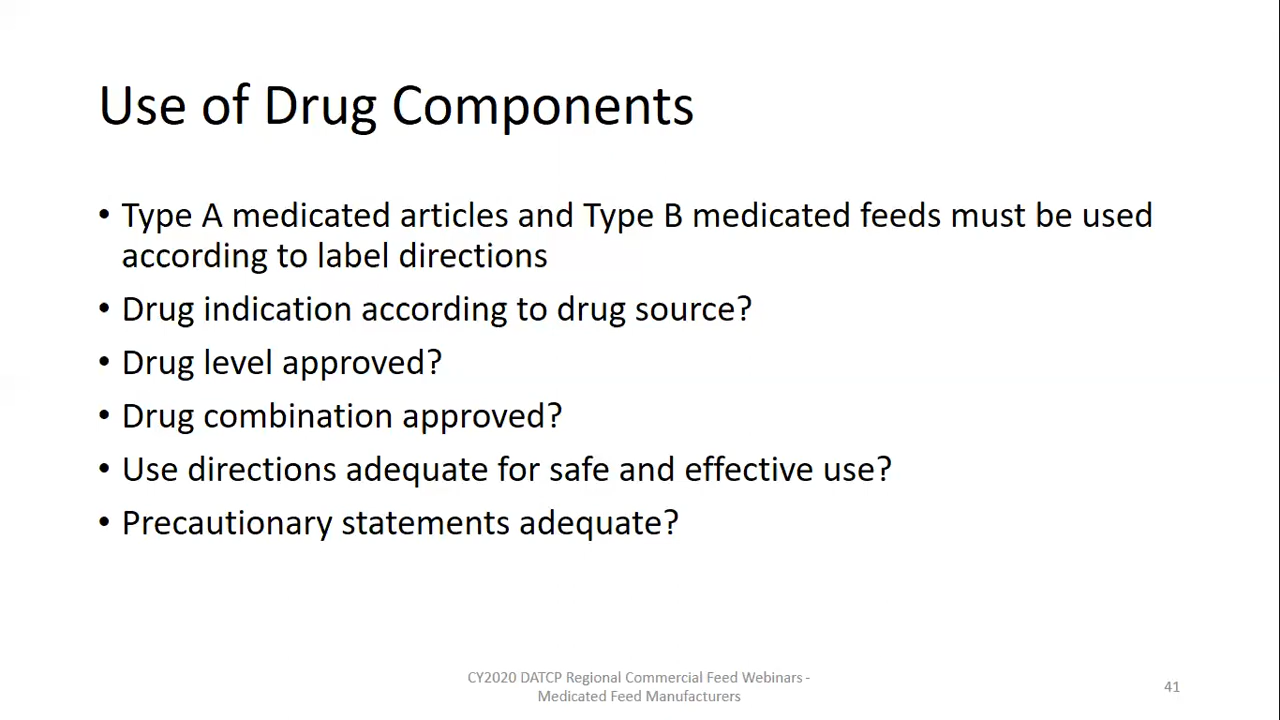 Use of Drug Components
• Type A medicated articles and Type B medicated feeds must be used
according to label directions
• Drug indication according to drug source?
• Drug level approved?
• Drug combination approved?
• Use directions adequate for safe and effective use?
• Precautionary statements adequate?
CY2020 DATCP Regional Commercial Feed Webinars -
Medicated Feed Manufacturers
41